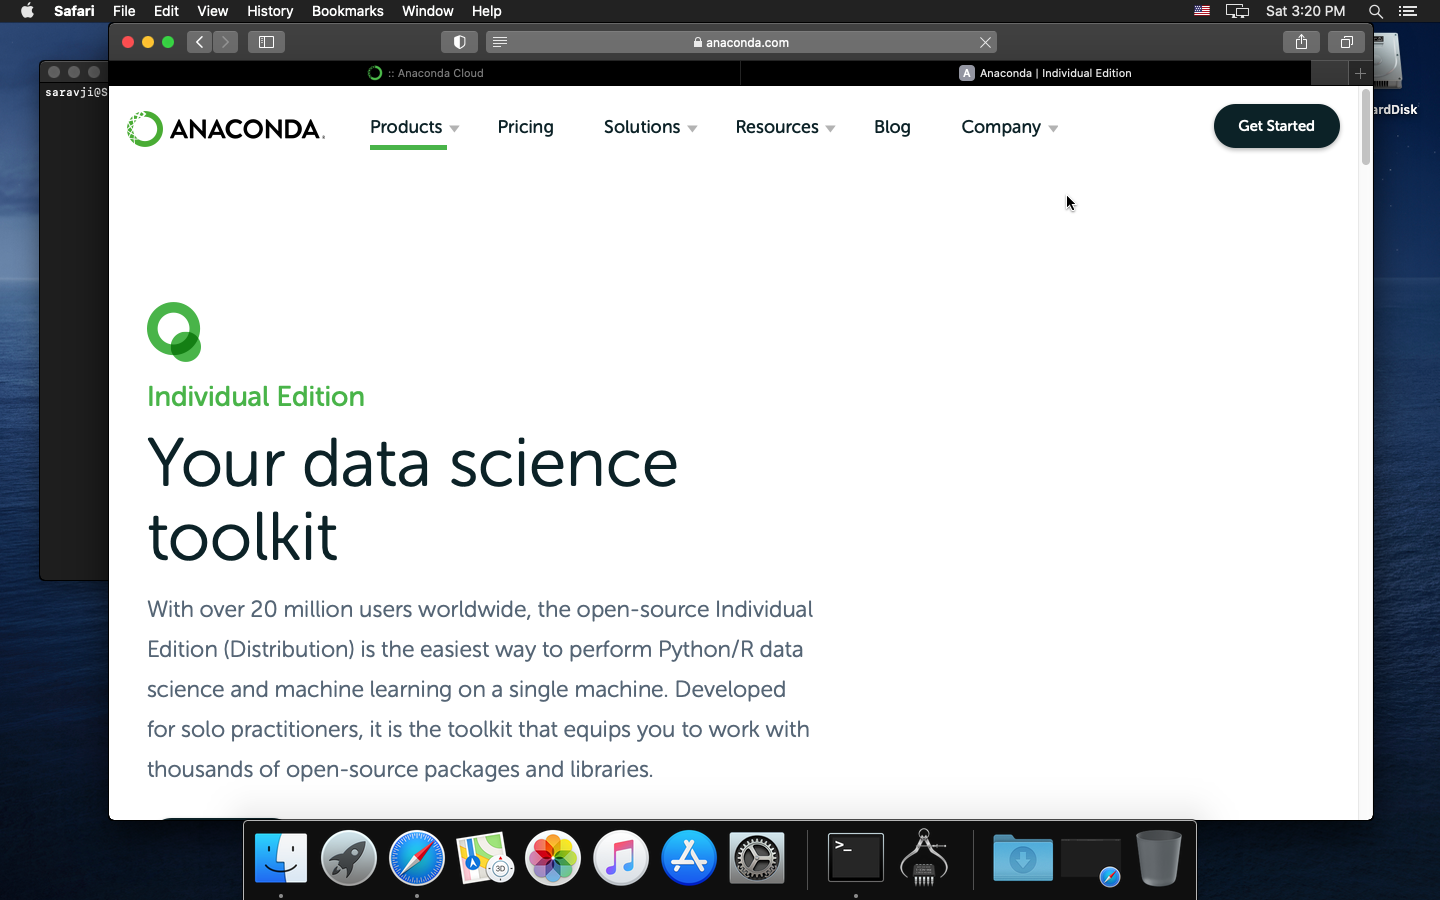 Safari File Edit View History Bookmarks Window Help Sat 3:20 PM
anaconda.com
:: Anaconda Cloud A Anaconda | Individual Edition
saravji@S
ardDisk
ANACONDA. Products Pricing Solutions Resources Blog Company Get Started
Individual Edition
Your data science
toolkit
With over 20 million users worldwide, the open-source Individual
Edition (Distribution) is the easiest way to perform Python/R data
science and machine learning on a single machine. Developed
for solo practitioners, it is the toolkit that equips you to work with
thousands of open-source packages and libraries.
3D
>_